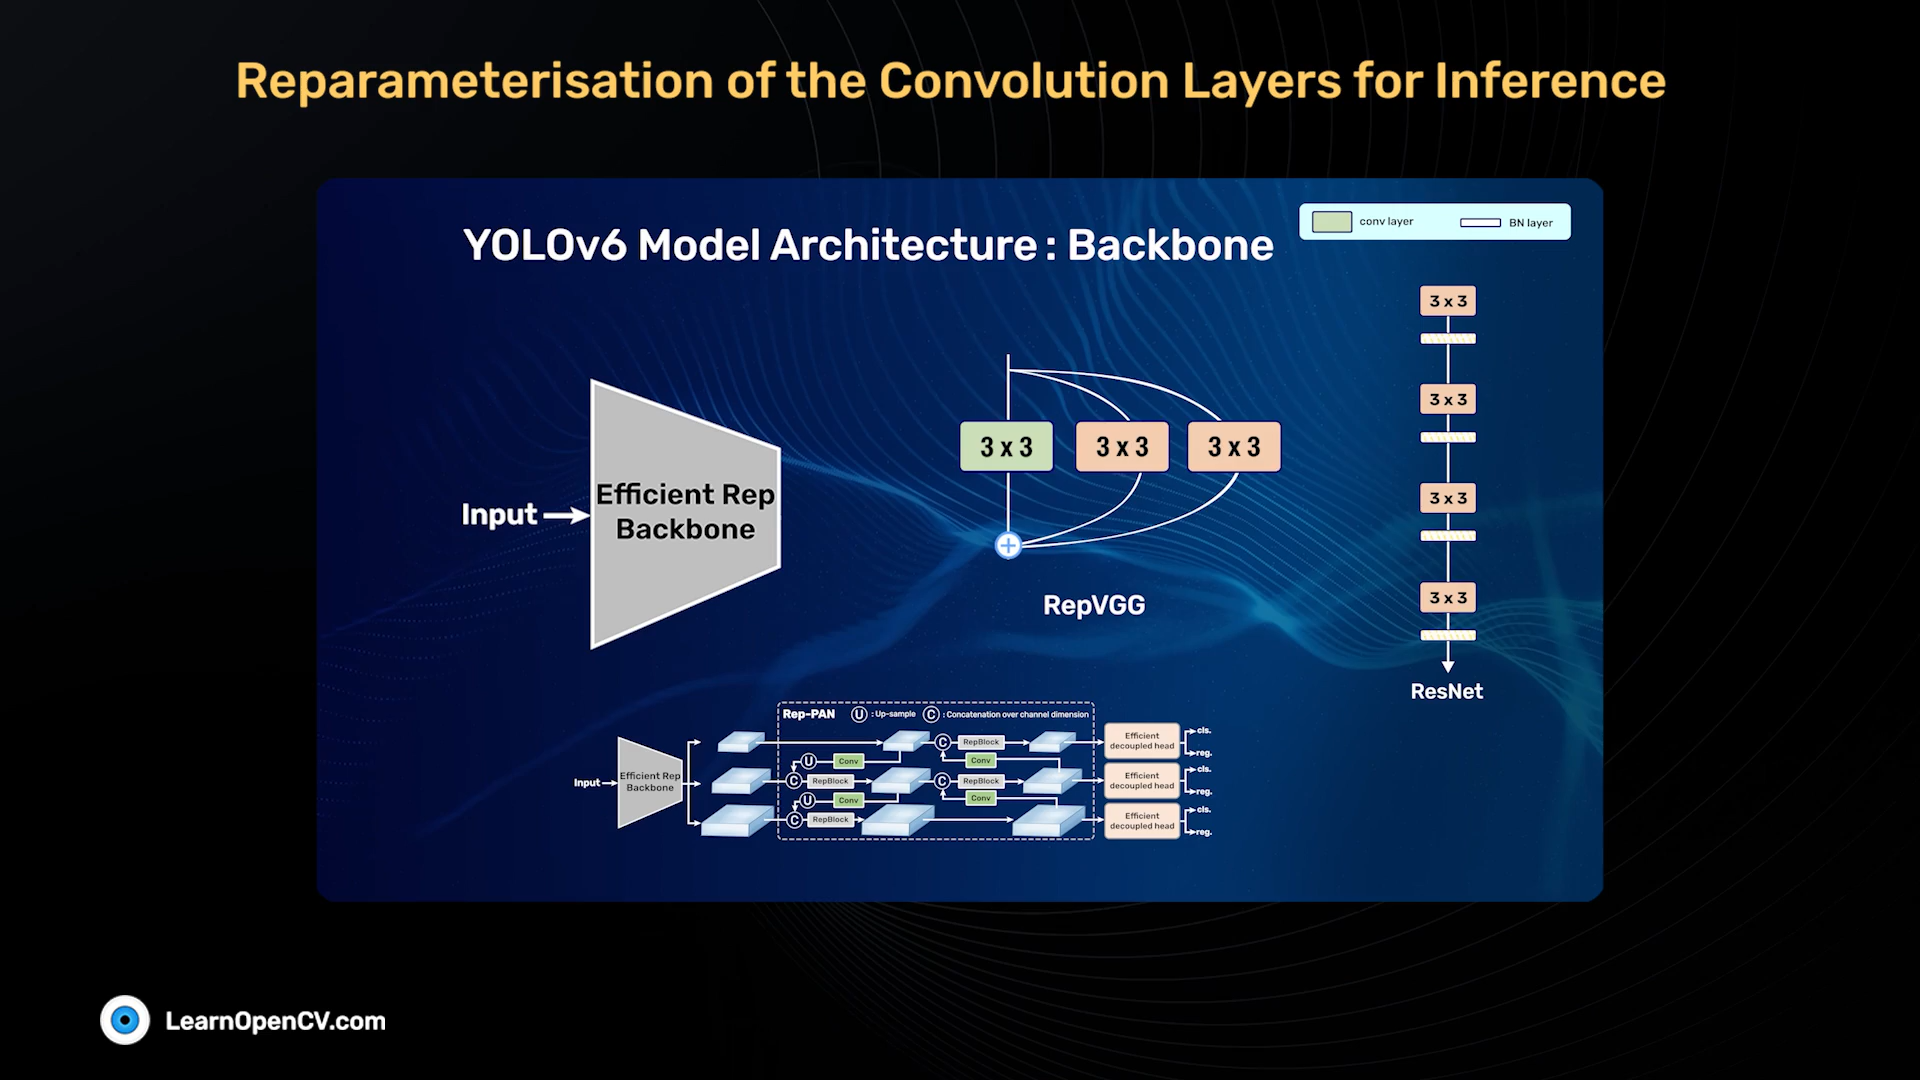 Reparameterisation of the Convolution Layers for Inference
YOLOv6 Model Architecture : Backbone
conv layer
BN layer
Input
Efficient Rep
Backbone
3 x 3
3 x 3
3 x 3
RepVGG
3 x 3
3 x 3
3 x 3
3 x 3
ResNet
Rep-PAN
U : Up-sample
C : Concatenation over channel dimension
Input
Efficient Rep
Backbone
C
RepBlock
U
Conv
Conv
C
RepBlock
C
RepBlock
U
Conv
Conv
C
RepBlock
Efficient
decoupled head
cls.
reg.
Efficient
decoupled head
cls.
reg.
Efficient
decoupled head
cls.
reg.
LearnOpenCV.com